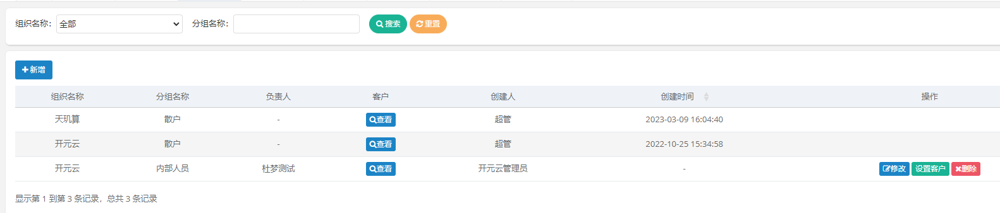 组织名称： 全部 分组名称： 搜索 重置
新增
组织名称 分组名称 负责人 客户 创建人 创建时间 操作
天玑算 散户 - 查看 超管 2023-03-09 16:04:40
开元云 散户 - 查看 超管 2022-10-25 15:34:58
开元云 内部人员 杜梦测试 查看 开元云管理员 - 修改 设置客户 删除
显示第 1 到第 3 条记录，总共 3 条记录